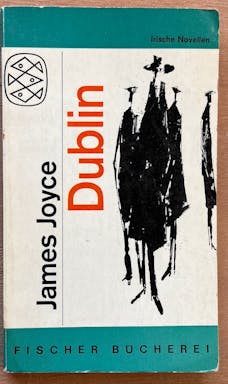 Irische Novellen
James Joyce
Dublin
FISCHER BÜCHEREI